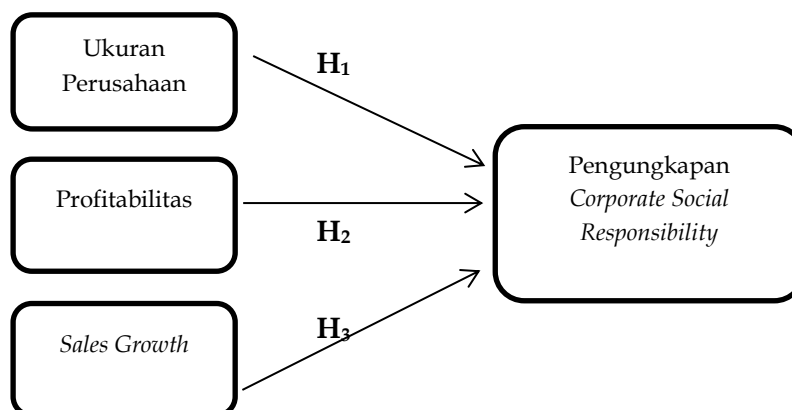 Ukuran
Perusahaan
H₁
Profitabilitas
H₂
Pengungkapan
Corporate Social
Responsibility
Sales Growth
H₃